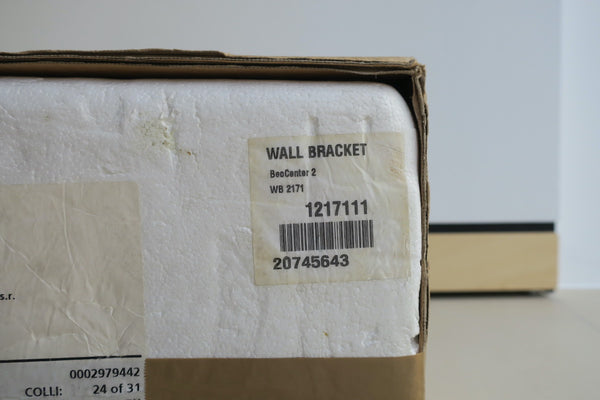 WALL BRACKET
BeoCenter 2
WB 2171
1217111
20745643
s.r.
0002979442
COLLI: 24 of 31